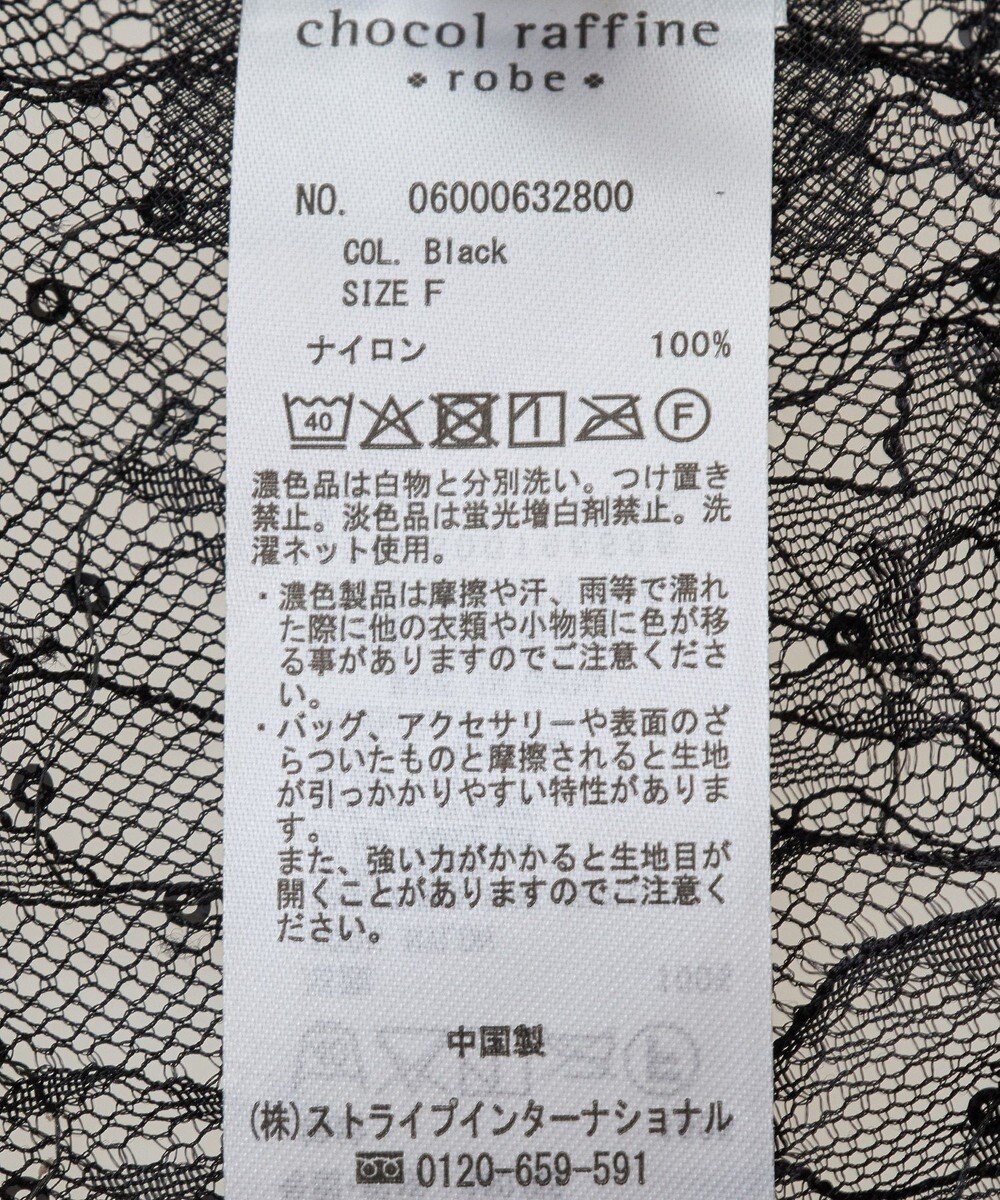 chocol raffine
robe
NO. 06000632800
COL. Black
SIZE F
ナイロン 100%
40 F
濃色品は白物と分別洗い。つけ置き
禁止。淡色品は蛍光増白剤禁止。洗
濯ネット使用。
・濃色製品は摩擦や汗、雨等で濡れ
た際に他の衣類や小物類に色が移
る事がありますのでご注意くださ
い。
・バッグ、アクセサリーや表面のざ
らついたものと摩擦されると生地
が引っかかりやすい特性がありま
す。
また、強い力がかかると生地目が
開くことがありますのでご注意く
ださい。
中国製
(株)ストライプインターナショナル
0120-659-591